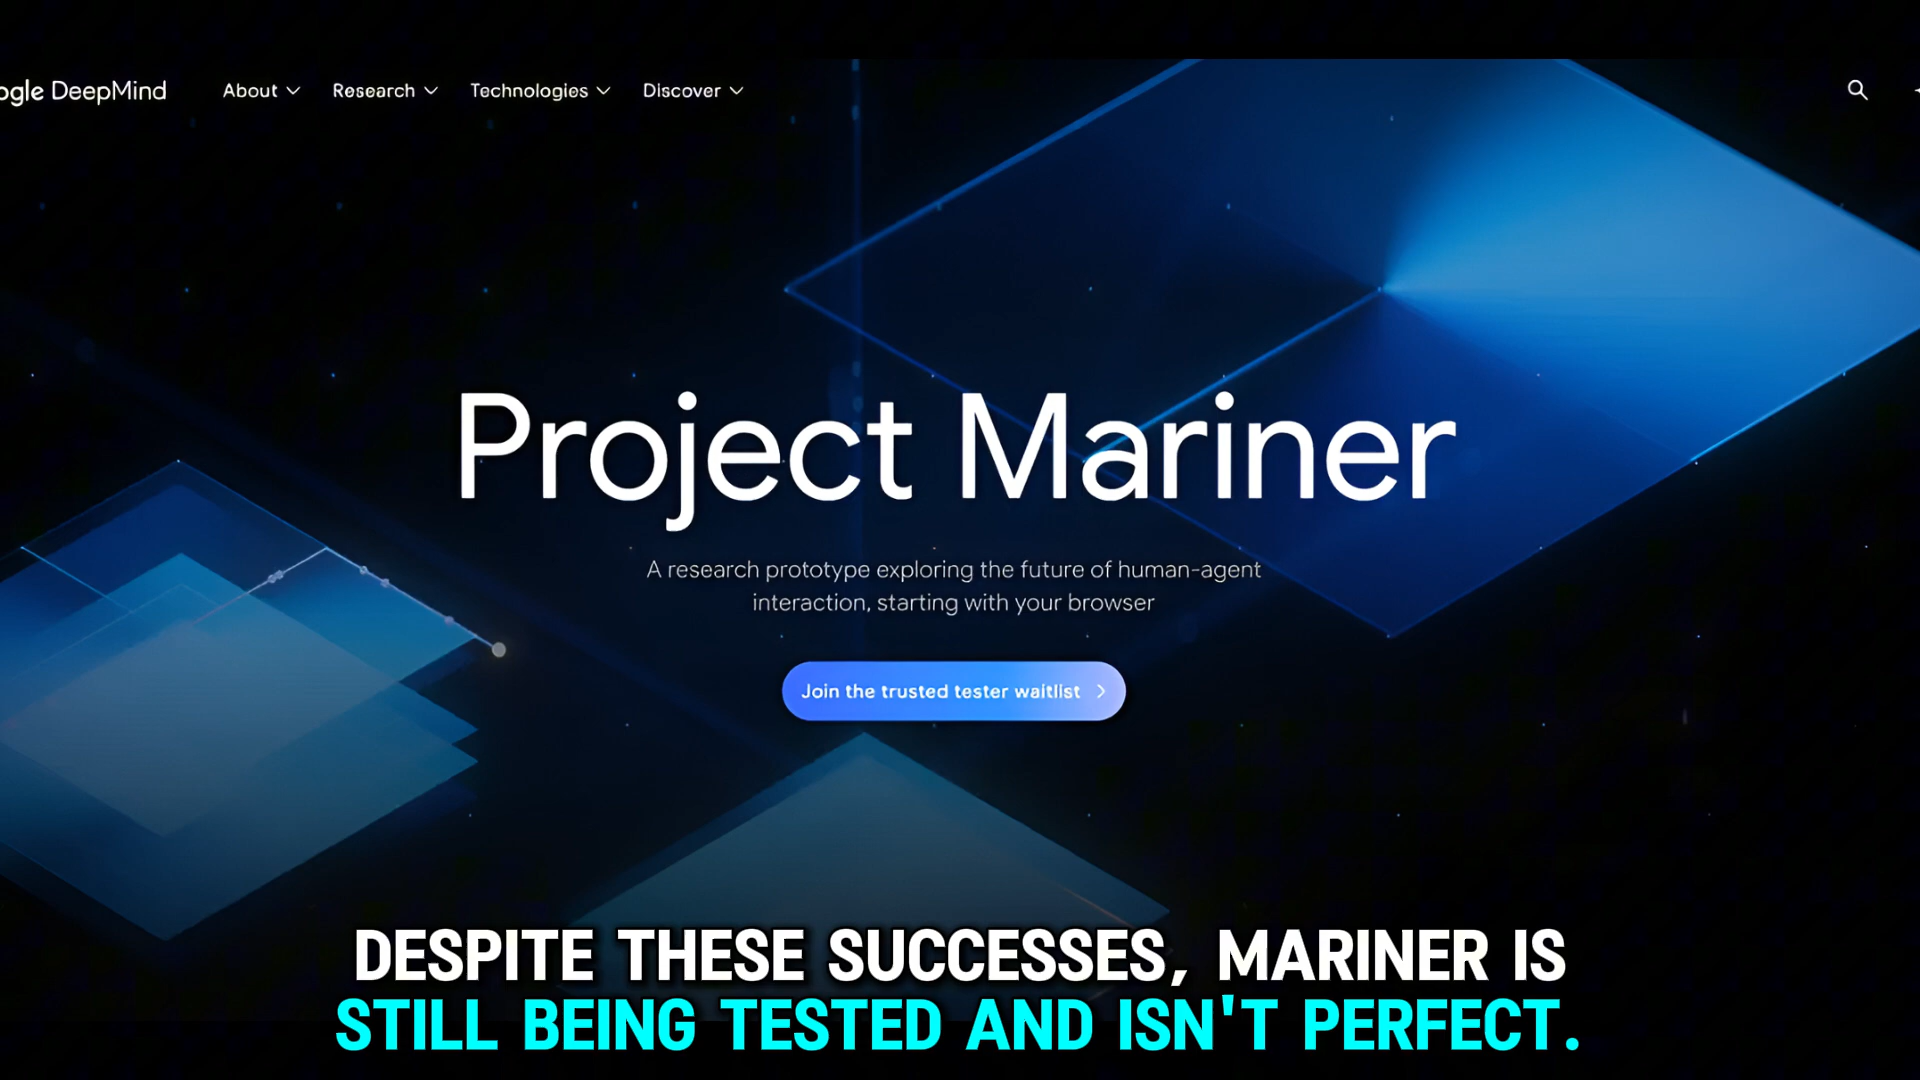 ogle DeepMind About Research Technologies Discover
Project Mariner
A research prototype exploring the future of human-agent
interaction, starting with your browser
Join the trusted tester waitlist
DESPITE THESE SUCCESSES, MARINER IS
STILL BEING TESTED AND ISN'T PERFECT.